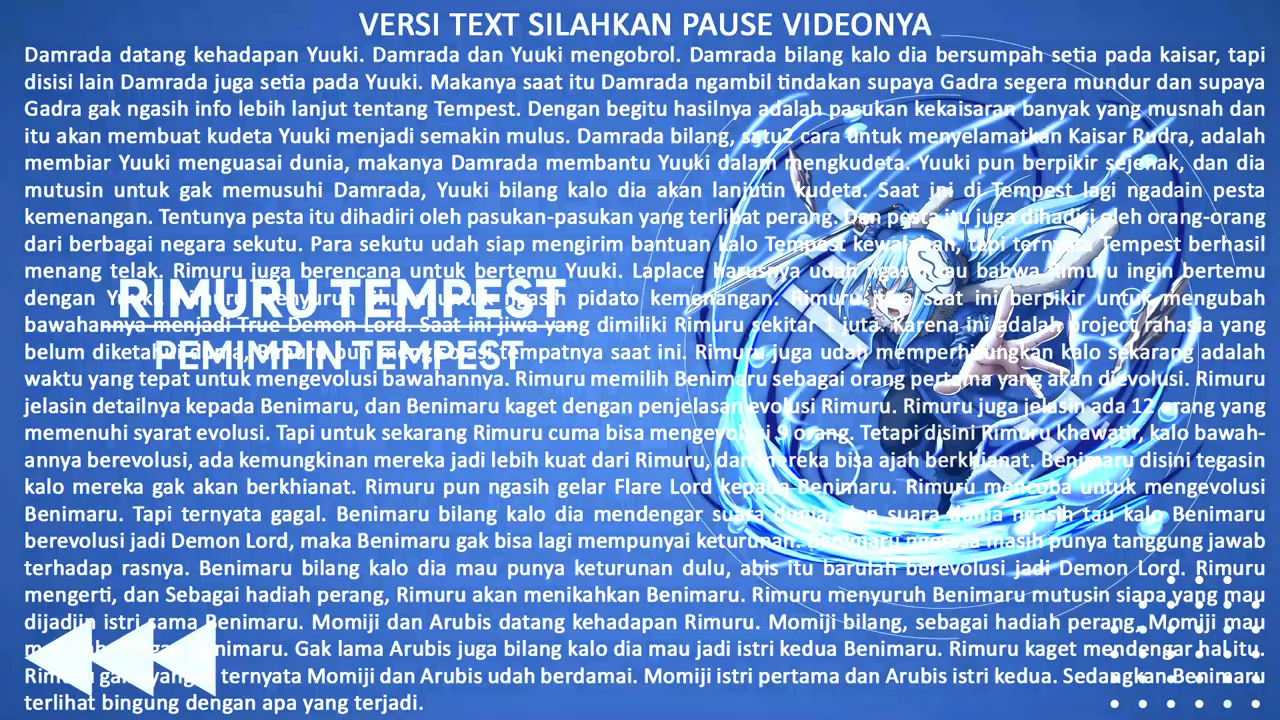 VERSI TEXT SILAHKAN PAUSE VIDEONYA
Damrada datang kehadapan Yuuki. Damrada dan Yuuki mengobrol. Damrada bilang kalo dia bersumpah setia pada kaisar, tapi
disisi lain Damrada juga setia pada Yuuki. Makanya saat itu Damrada ngambil tindakan supaya Gadra segera mundur dan supaya
Gadra gak ngasih info lebih lanjut tentang Tempest. Dengan begitu hasilnya adalah pasukan kekaisaran banyak yang musnah dan
itu akan membuat kudeta Yuuki menjadi semakin mulus. Damrada bilang, satu2 cara untuk menyelamatkan Kaisar Rudra, adalah
membiar Yuuki menguasai dunia, makanya Damrada membantu Yuuki dalam mengkudeta. Yuuki pun berpikir sejenak, dan dia
mutusin untuk gak memusuhi Damrada, Yuuki bilang kalo dia akan lanjutin kudeta. Saat ini di Tempest lagi ngadain pesta
kemenangan. Tentunya pesta itu dihadiri oleh pasukan-pasukan yang terlibat perang. Dan pesta itu juga dihadiri oleh orang-orang
dari berbagai negara sekutu. Para sekutu udah siap mengirim bantuan kalo Tempest kewalahan, tapi ternyata Tempest berhasil
menang telak. Rimuru juga berencana untuk bertemu Yuuki. Laplace harusnya udah ngasih tau bahwa Rimuru ingin bertemu
dengan pidato kemenangan. Rimuru saat ini berpikir untuk mengubah
RIMURU TEMPEST
bawahannya menjadi True Demon Lord. Saat ini jiwa yang dimiliki Rimuru sekitar 1 juta. Karena ini adalah project rahasia yang
belum tempatnya saat ini. Rimuru juga udah memperhitungkan kalo sekarang adalah
PEMIMPIN TEMPEST
waktu yang tepat untuk mengevolusi bawahannya. Rimuru memilih Benimaru sebagai orang pertama yang akan dievolusi. Rimuru
jelasin detailnya kepada Benimaru, dan Benimaru kaget dengan penjelasan evolusi Rimuru. Rimuru juga jelasin ada 12 orang yang
memenuhi syarat evolusi. Tapi untuk sekarang Rimuru cuma bisa mengevolusi 9 orang. Tetapi disini Rimuru khawatir, kalo bawah-
annya berevolusi, ada kemungkinan mereka jadi lebih kuat dari Rimuru, dan mereka bisa ajah berkhianat. Benimaru disini tegasin
kalo mereka gak akan berkhianat. Rimuru pun ngasih gelar Flare Lord kepada Benimaru. Rimuru mencoba untuk mengevolusi
Benimaru. Tapi ternyata gagal. Benimaru bilang kalo dia mendengar suara dunia, dan suara dunia ngasih tau kalo Benimaru
berevolusi jadi Demon Lord, maka Benimaru gak bisa lagi mempunyai keturunan. Benimaru ngerasa masih punya tanggung jawab
terhadap rasnya. Benimaru bilang kalo dia mau punya keturunan dulu, abis itu barulah berevolusi jadi Demon Lord. Rimuru
mengerti, dan Sebagai hadiah perang, Rimuru akan menikahkan Benimaru. Rimuru menyuruh Benimaru mutusin siapa yang mau
dijadiin istri sama Benimaru. Momiji dan Arubis datang kehadapan Rimuru. Momiji bilang, sebagai hadiah perang, Momiji mau
Benimaru. Gak lama Arubis juga bilang kalo dia mau jadi istri kedua Benimaru. Rimuru kaget mendengar hal itu.
Rimuru ternyata Momiji dan Arubis udah berdamai. Momiji istri pertama dan Arubis istri kedua. Sedangkan Benimaru
terlihat bingung dengan apa yang terjadi.